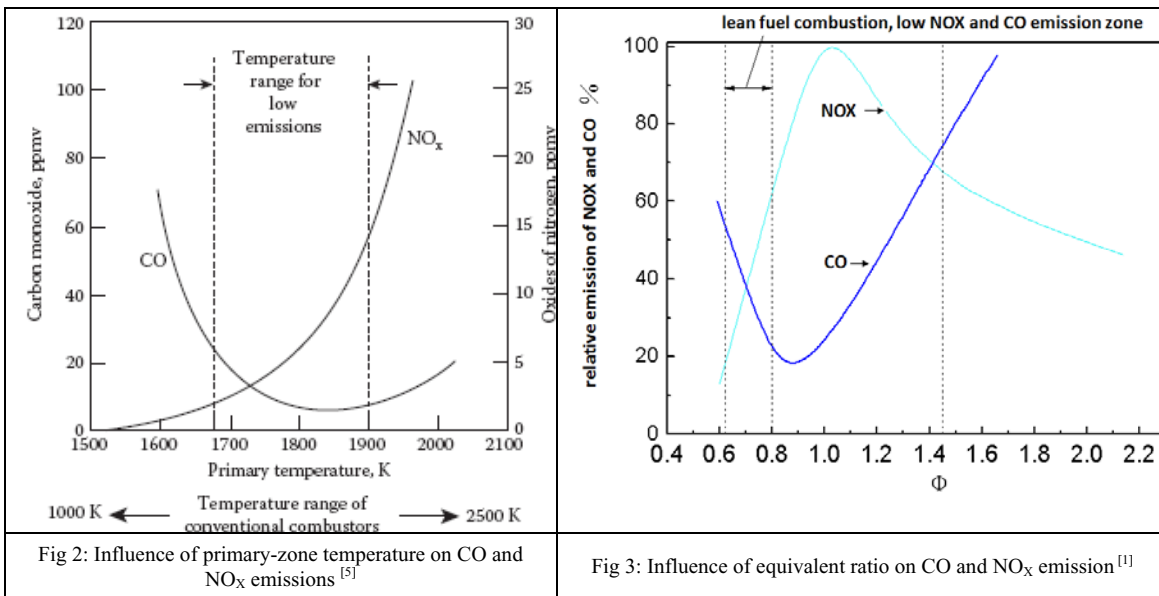 120
100
80
60
40
20
0
Carbon monoxide, ppmv
Temperature
range for
low
emissions
NOₓ
CO
30
25
20
15
10
5
0
Oxides of nitrogen, ppmv
1500 1600 1700 1800 1900 2000 2100
Primary temperature, K
1000 K Temperature range of 2500 K
conventional combustors
Fig 2: Influence of primary-zone temperature on CO and
NOX emissions [5]
lean fuel combustion, low NOX and CO emission zone
100
80
60
40
20
0
relative emission of NOX and CO %
NOX
CO
0.4 0.6 0.8 1.0 1.2 1.4 1.6 1.8 2.0 2.2
Φ
Fig 3: Influence of equivalent ratio on CO and NOX emission [1]